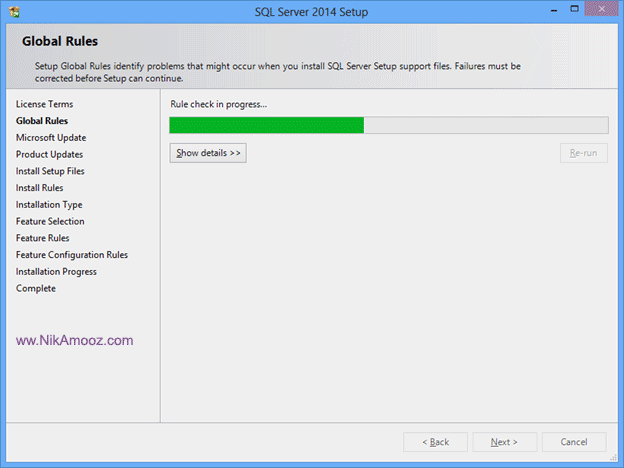 SQL Server 2014 Setup
Global Rules
Setup Global Rules identify problems that might occur when you install SQL Server Setup support files. Failures must be
corrected before Setup can continue.
License Terms
Global Rules
Microsoft Update
Product Updates
Install Setup Files
Install Rules
Installation Type
Feature Selection
Feature Rules
Feature Configuration Rules
Installation Progress
Complete
ww.NikAmooz.com
Rule check in progress...
Show details >>
Re-run
< Back
Next >
Cancel